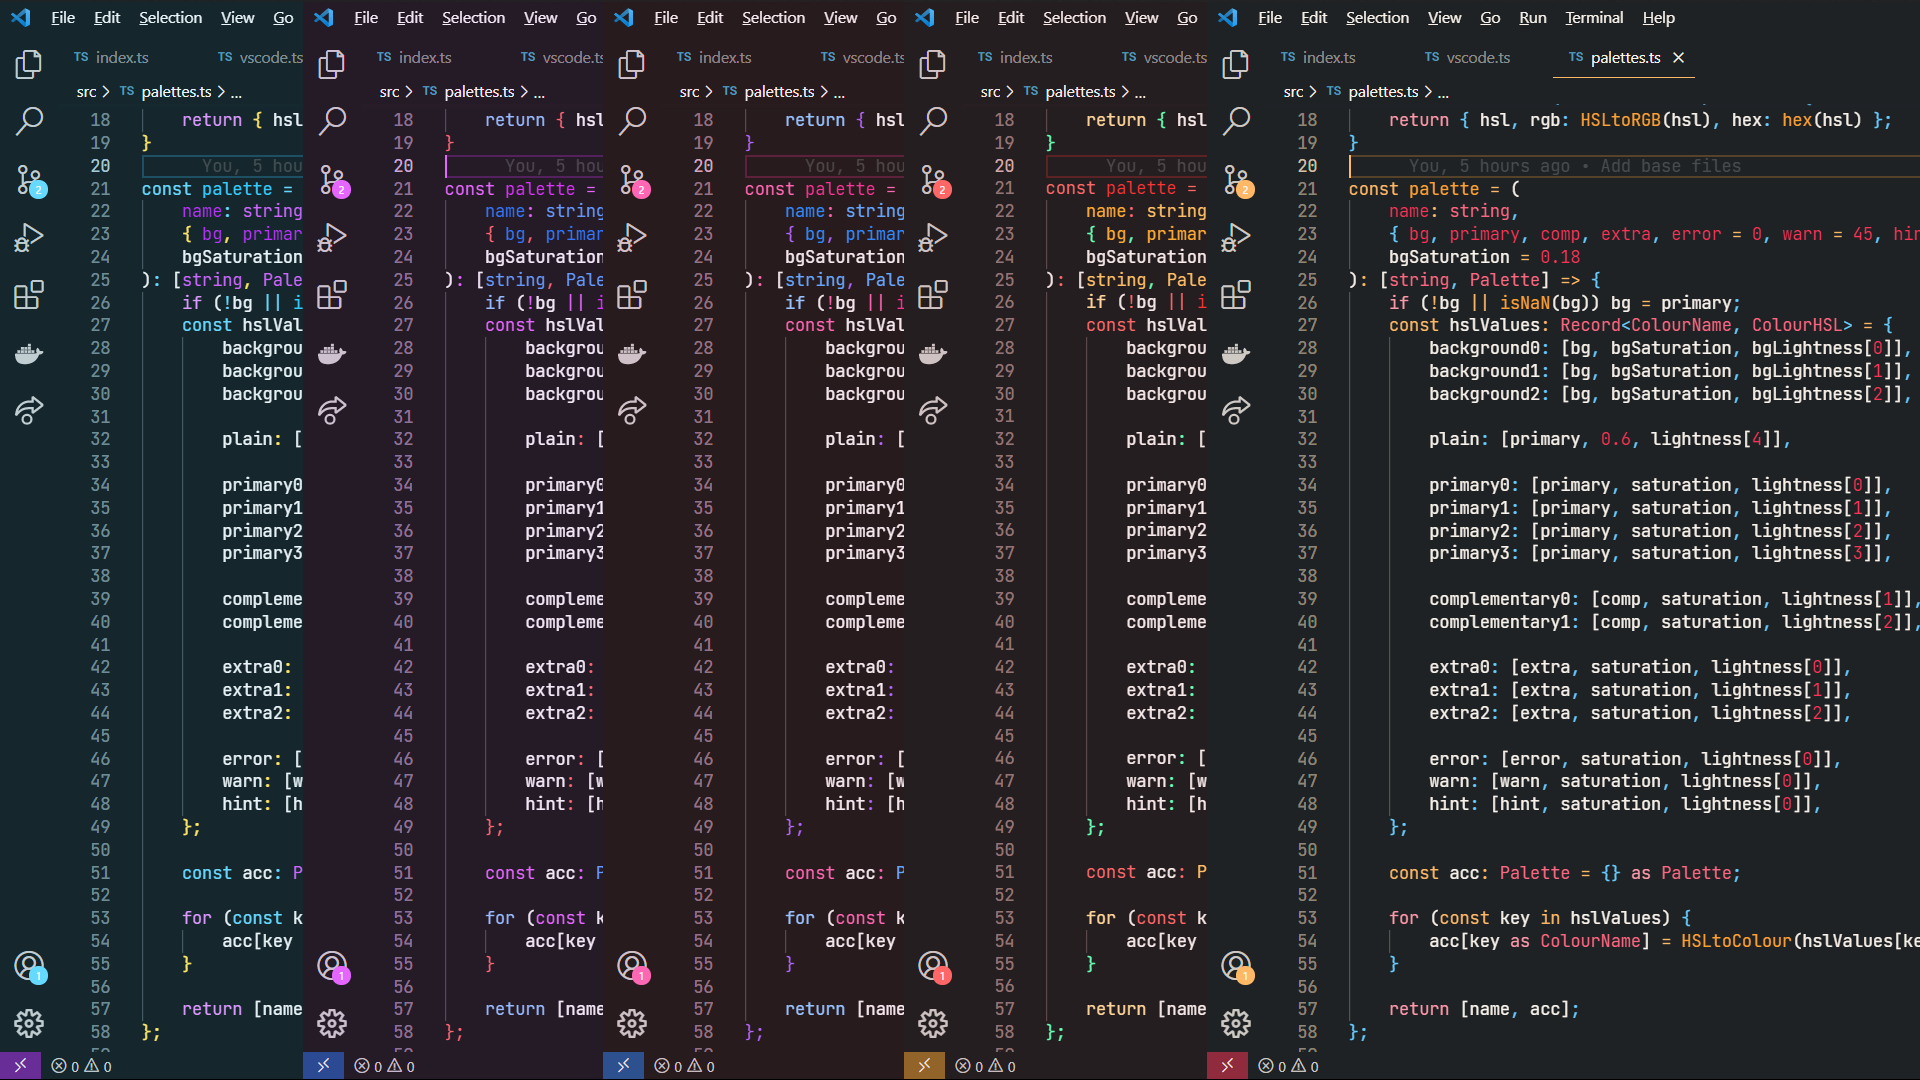 File Edit Selection View Go
TS index.ts TS vscode.ts
src > TS palettes.ts > ...
18 return { hsl
19 }
20 You, 5 hou
21 const palette =
22 name: string
23 { bg, primar
24 bgSaturation
25 ): [string, Pale
26 if (!bg || i
27 const hslVal
28 backgrou
29 backgrou
30 backgrou
31
32 plain: [
33
34 primary0
35 primary1
36 primary2
37 primary3
38
39 compleme
40 compleme
41
42 extra0:
43 extra1:
44 extra2:
45
46 error: [
47 warn: [w
48 hint: [h
49 };
50
51 const acc: P
52
53 for (const k
54 acc[key
55 }
56
57 return [name
58 };
2
1
0 0
File Edit Selection View Go
TS index.ts TS vscode.ts
src > TS palettes.ts > ...
18 return { hsl
19 }
20 You, 5 hou
21 const palette =
22 name: string
23 { bg, primar
24 bgSaturation
25 ): [string, Pale
26 if (!bg || i
27 const hslVal
28 backgrou
29 backgrou
30 backgrou
31
32 plain: [
33
34 primary0
35 primary1
36 primary2
37 primary3
38
39 compleme
40 compleme
41
42 extra0:
43 extra1:
44 extra2:
45
46 error: [
47 warn: [w
48 hint: [h
49 };
50
51 const acc: P
52
53 for (const k
54 acc[key
55 }
56
57 return [name
58 };
2
1
0 0
File Edit Selection View Go
TS index.ts TS vscode.ts
src > TS palettes.ts > ...
18 return { hsl
19 }
20 You, 5 hou
21 const palette =
22 name: string
23 { bg, primar
24 bgSaturation
25 ): [string, Pale
26 if (!bg || i
27 const hslVal
28 backgrou
29 backgrou
30 backgrou
31
32 plain: [
33
34 primary0
35 primary1
36 primary2
37 primary3
38
39 compleme
40 compleme
41
42 extra0:
43 extra1:
44 extra2:
45
46 error: [
47 warn: [w
48 hint: [h
49 };
50
51 const acc: P
52
53 for (const k
54 acc[key
55 }
56
57 return [name
58 };
2
1
0 0
File Edit Selection View Go
TS index.ts TS vscode.ts
src > TS palettes.ts > ...
18 return { hsl
19 }
20 You, 5 hou
21 const palette =
22 name: string
23 { bg, primar
24 bgSaturation
25 ): [string, Pale
26 if (!bg || i
27 const hslVal
28 backgrou
29 backgrou
30 backgrou
31
32 plain: [
33
34 primary0
35 primary1
36 primary2
37 primary3
38
39 compleme
40 compleme
41
42 extra0:
43 extra1:
44 extra2:
45
46 error: [
47 warn: [w
48 hint: [h
49 };
50
51 const acc: P
52
53 for (const k
54 acc[key
55 }
56
57 return [name
58 };
2
1
0 0
File Edit Selection View Go Run Terminal Help
TS index.ts TS vscode.ts TS palettes.ts
src > TS palettes.ts > ...
18 return { hsl, rgb: HSLtoRGB(hsl), hex: hex(hsl) };
19 }
20 You, 5 hours ago • Add base files
21 const palette = (
22 name: string,
23 { bg, primary, comp, extra, error = 0, warn = 45, hin
24 bgSaturation = 0.18
25 ): [string, Palette] => {
26 if (!bg || isNaN(bg)) bg = primary;
27 const hslValues: Record<ColourName, ColourHSL> = {
28 background0: [bg, bgSaturation, bgLightness[0]],
29 background1: [bg, bgSaturation, bgLightness[1]],
30 background2: [bg, bgSaturation, bgLightness[2]],
31
32 plain: [primary, 0.6, lightness[4]],
33
34 primary0: [primary, saturation, lightness[0]],
35 primary1: [primary, saturation, lightness[1]],
36 primary2: [primary, saturation, lightness[2]],
37 primary3: [primary, saturation, lightness[3]],
38
39 complementary0: [comp, saturation, lightness[1]],
40 complementary1: [comp, saturation, lightness[2]],
41
42 extra0: [extra, saturation, lightness[0]],
43 extra1: [extra, saturation, lightness[1]],
44 extra2: [extra, saturation, lightness[2]],
45
46 error: [error, saturation, lightness[0]],
47 warn: [warn, saturation, lightness[0]],
48 hint: [hint, saturation, lightness[0]],
49 };
50
51 const acc: Palette = {} as Palette;
52
53 for (const key in hslValues) {
54 acc[key as ColourName] = HSLtoColour(hslValues[ke
55 }
56
57 return [name, acc];
58 };
2
1
0 0